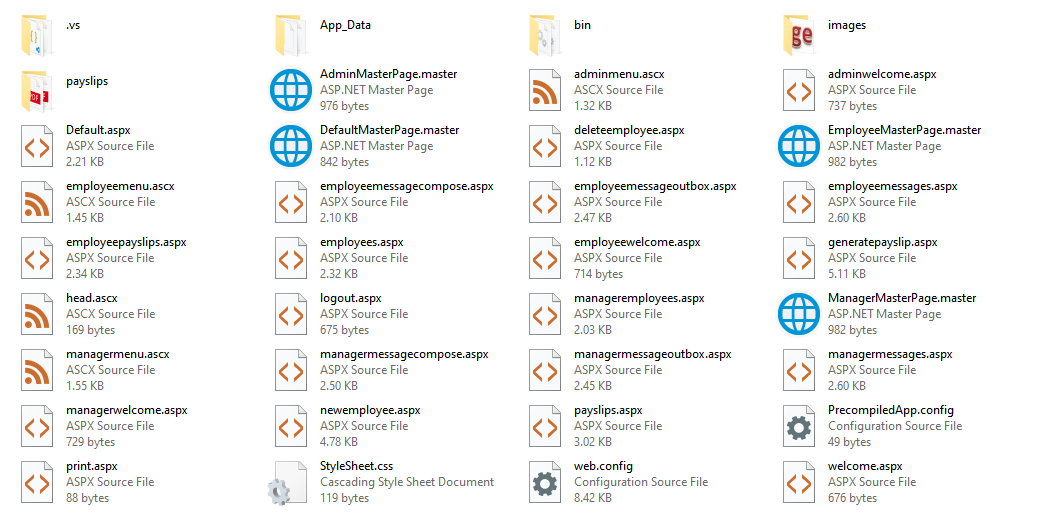 .vs
App_Data
bin
images
ge
payslips
PDF
AdminMasterPage.master
ASP.NET Master Page
976 bytes
adminmenu.ascx
ASCX Source File
1.32 KB
adminwelcome.aspx
ASPX Source File
737 bytes
Default.aspx
ASPX Source File
2.21 KB
DefaultMasterPage.master
ASP.NET Master Page
842 bytes
deleteemployee.aspx
ASPX Source File
1.12 KB
EmployeeMasterPage.master
ASP.NET Master Page
982 bytes
employeemenu.ascx
ASCX Source File
1.45 KB
employeemessagecompose.aspx
ASPX Source File
2.10 KB
employeemessageoutbox.aspx
ASPX Source File
2.47 KB
employeemessages.aspx
ASPX Source File
2.60 KB
employeepayslips.aspx
ASPX Source File
2.34 KB
employees.aspx
ASPX Source File
2.32 KB
employeewelcome.aspx
ASPX Source File
714 bytes
generatepayslip.aspx
ASPX Source File
5.11 KB
head.ascx
ASCX Source File
169 bytes
logout.aspx
ASPX Source File
675 bytes
manageremployees.aspx
ASPX Source File
2.03 KB
ManagerMasterPage.master
ASP.NET Master Page
982 bytes
managermenu.ascx
ASCX Source File
1.55 KB
managermessagecompose.aspx
ASPX Source File
2.50 KB
managermessageoutbox.aspx
ASPX Source File
2.45 KB
managermessages.aspx
ASPX Source File
2.60 KB
managerwelcome.aspx
ASPX Source File
729 bytes
newemployee.aspx
ASPX Source File
4.78 KB
payslips.aspx
ASPX Source File
3.02 KB
PrecompiledApp.config
Configuration Source File
49 bytes
print.aspx
ASPX Source File
88 bytes
StyleSheet.css
Cascading Style Sheet Document
119 bytes
web.config
Configuration Source File
8.42 KB
welcome.aspx
ASPX Source File
676 bytes